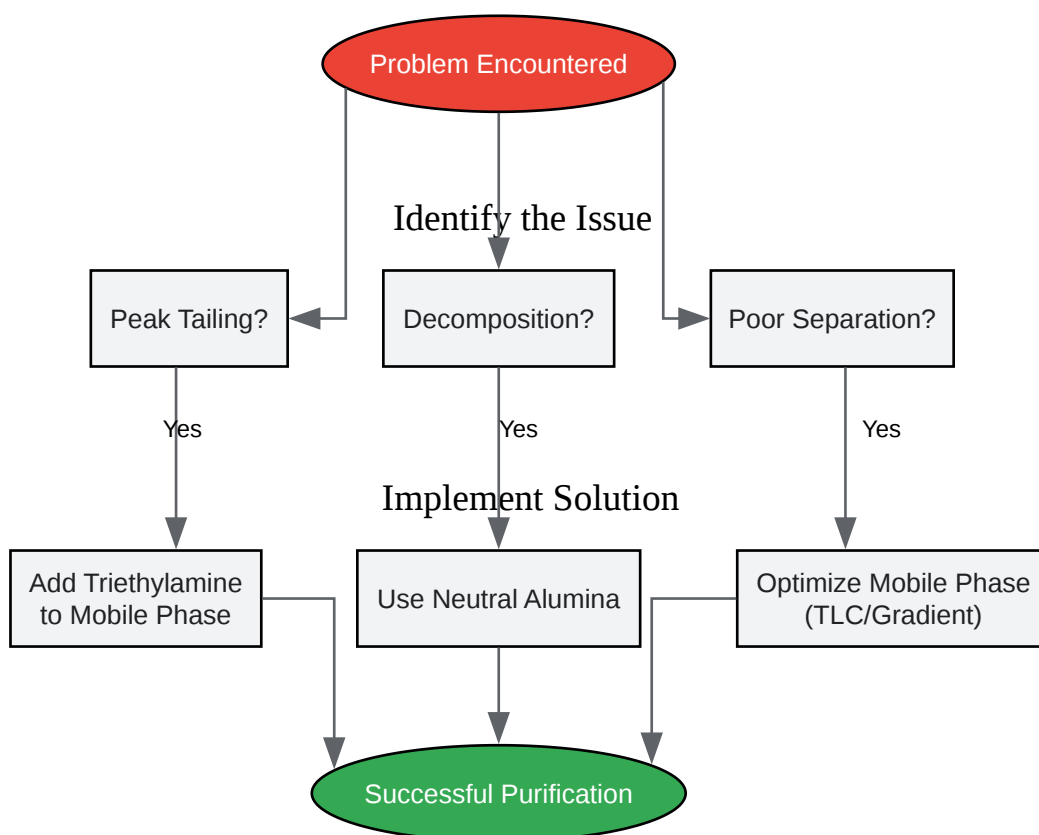 Problem Encountered
Identify the Issue
Peak Tailing?
Decomposition?
Poor Separation?
Yes
Yes
Yes
Implement Solution
Add Triethylamine
to Mobile Phase
Use Neutral Alumina
Optimize Mobile Phase
(TLC/Gradient)
Successful Purification